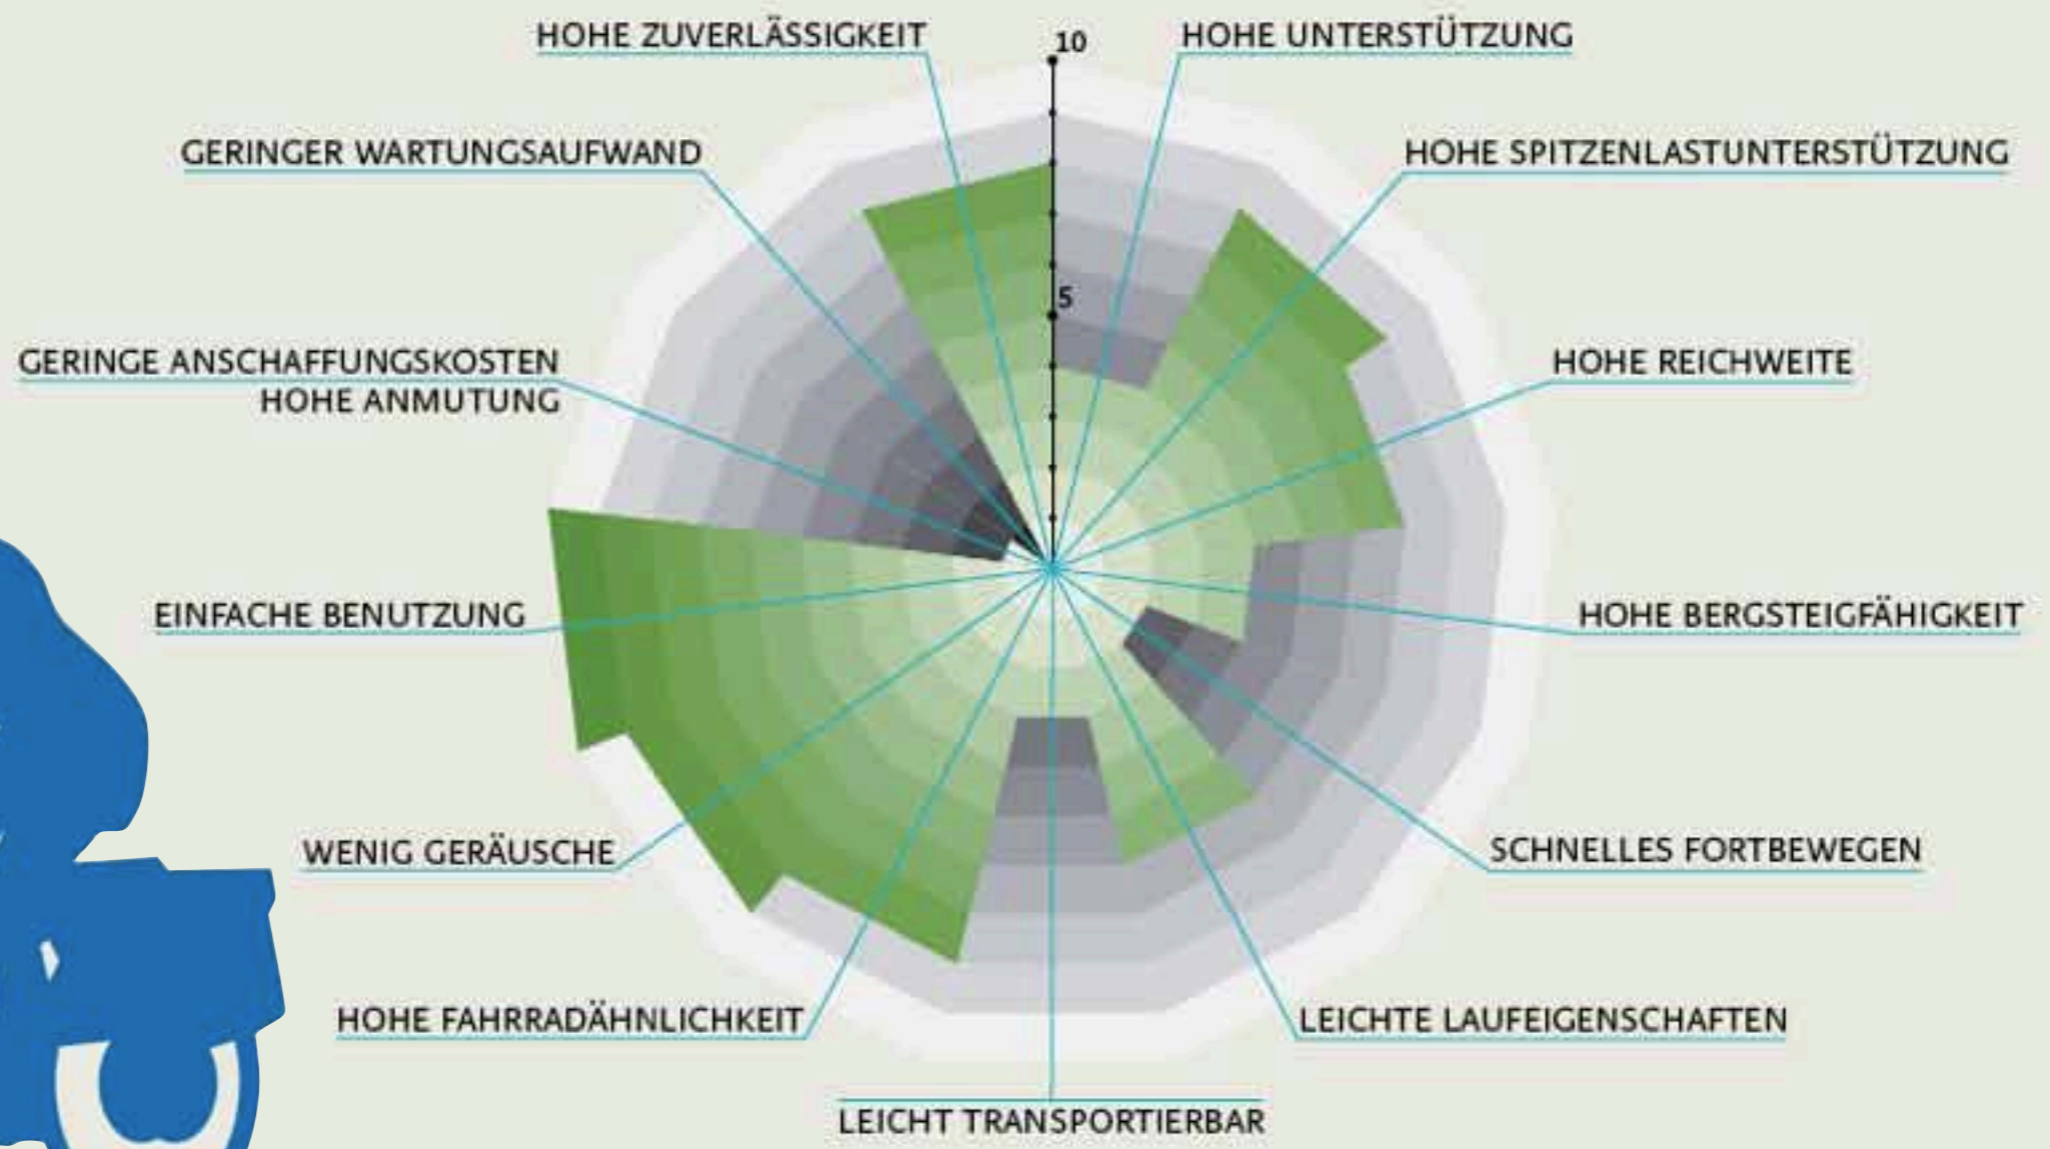 HOHE ZUVERLÄSSIGKEIT
10
HOHE UNTERSTÜTZUNG
GERINGER WARTUNGSAUFWAND
HOHE SPITZENLASTUNTERSTÜTZUNG
5
GERINGE ANSCHAFFUNGSKOSTEN
HOHE ANMUTUNG
HOHE REICHWEITE
EINFACHE BENUTZUNG
HOHE BERGSTEIGFÄHIGKEIT
WENIG GERÄUSCHE
SCHNELLES FORTBEWEGEN
HOHE FAHRRADÄHNLICHKEIT
LEICHTE LAUFEIGENSCHAFTEN
LEICHT TRANSPORTIERBAR